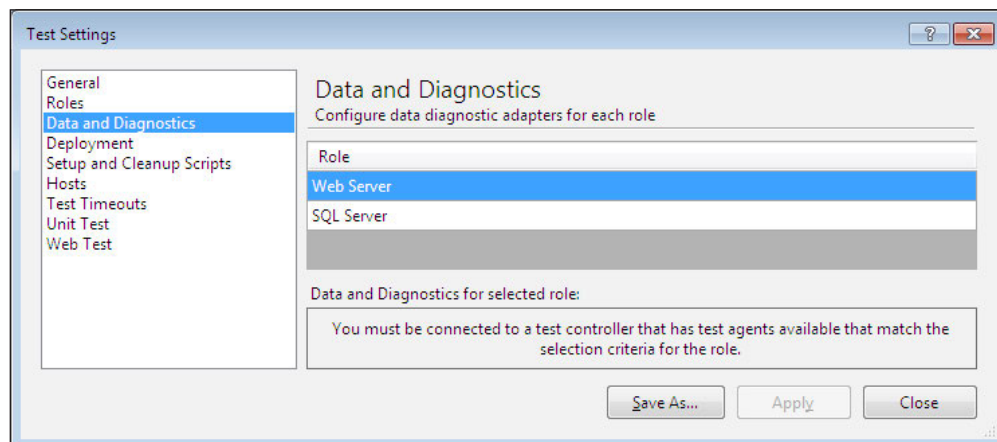 Test Settings
General
Roles
Data and Diagnostics
Deployment
Setup and Cleanup Scripts
Hosts
Test Timeouts
Unit Test
Web Test
Data and Diagnostics
Configure data diagnostic adapters for each role
Role
Web Server
SQL Server
Data and Diagnostics for selected role:
You must be connected to a test controller that has test agents available that match the
selection criteria for the role.
Save As...
Apply
Close